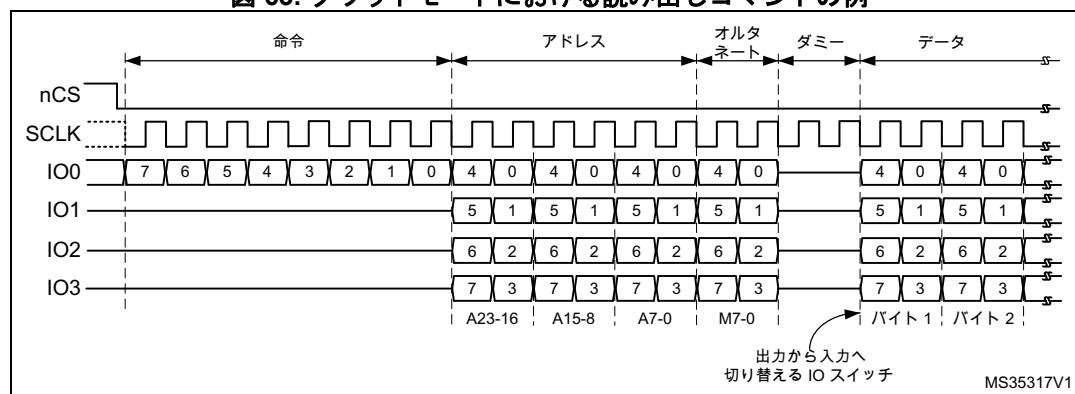 図 63. クワッドモードにおける読み出しコマンドの例
命令 アドレス オルタネート ダミー データ
nCS
SCLK
IO0 7 6 5 4 3 2 1 0 4 0 4 0 4 0 4 0 4 0 4 0
IO1 5 1 5 1 5 1 5 1 5 1 5 1
IO2 6 2 6 2 6 2 6 2 6 2 6 2
IO3 7 3 7 3 7 3 7 3 7 3 7 3
A23-16 A15-8 A7-0 M7-0 バイト 1 バイト 2
出力から入力へ
切り替える IO スイッチ
MS35317V1